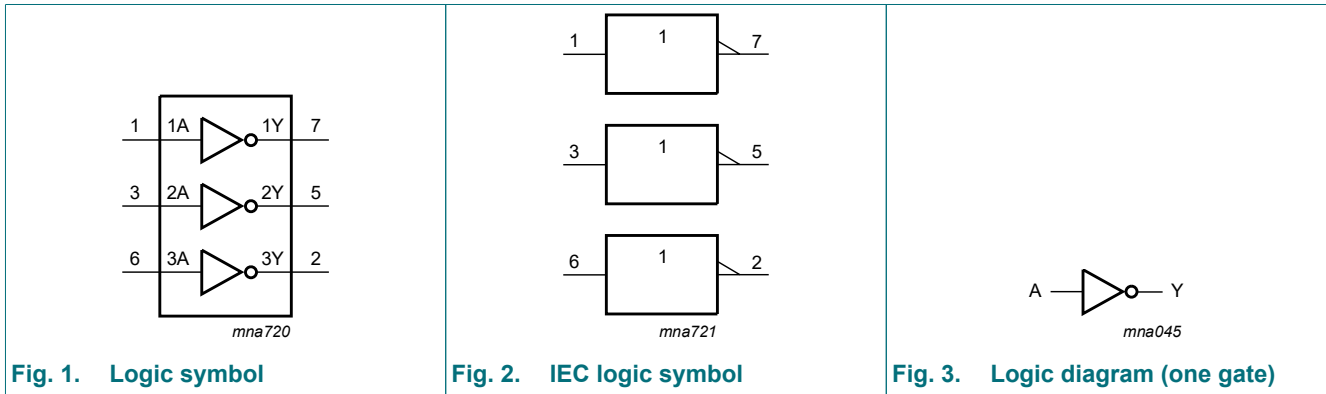 1 1A 1Y 7
3 2A 2Y 5
6 3A 3Y 2
mna720
Fig. 1. Logic symbol
1 1 7
3 1 5
6 1 2
mna721
Fig. 2. IEC logic symbol
A Y
mna045
Fig. 3. Logic diagram (one gate)